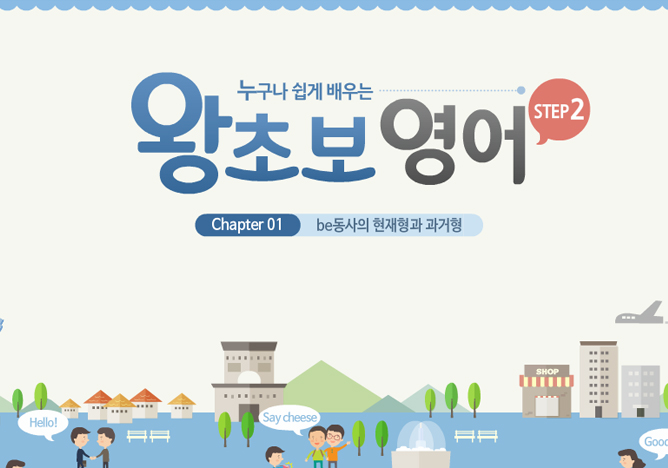 누구나 쉽게 배우는
왕초보 영어 STEP 2
Chapter 01 be동사의 현재형과 과거형
SHOP
Hello!
Say cheese
Good